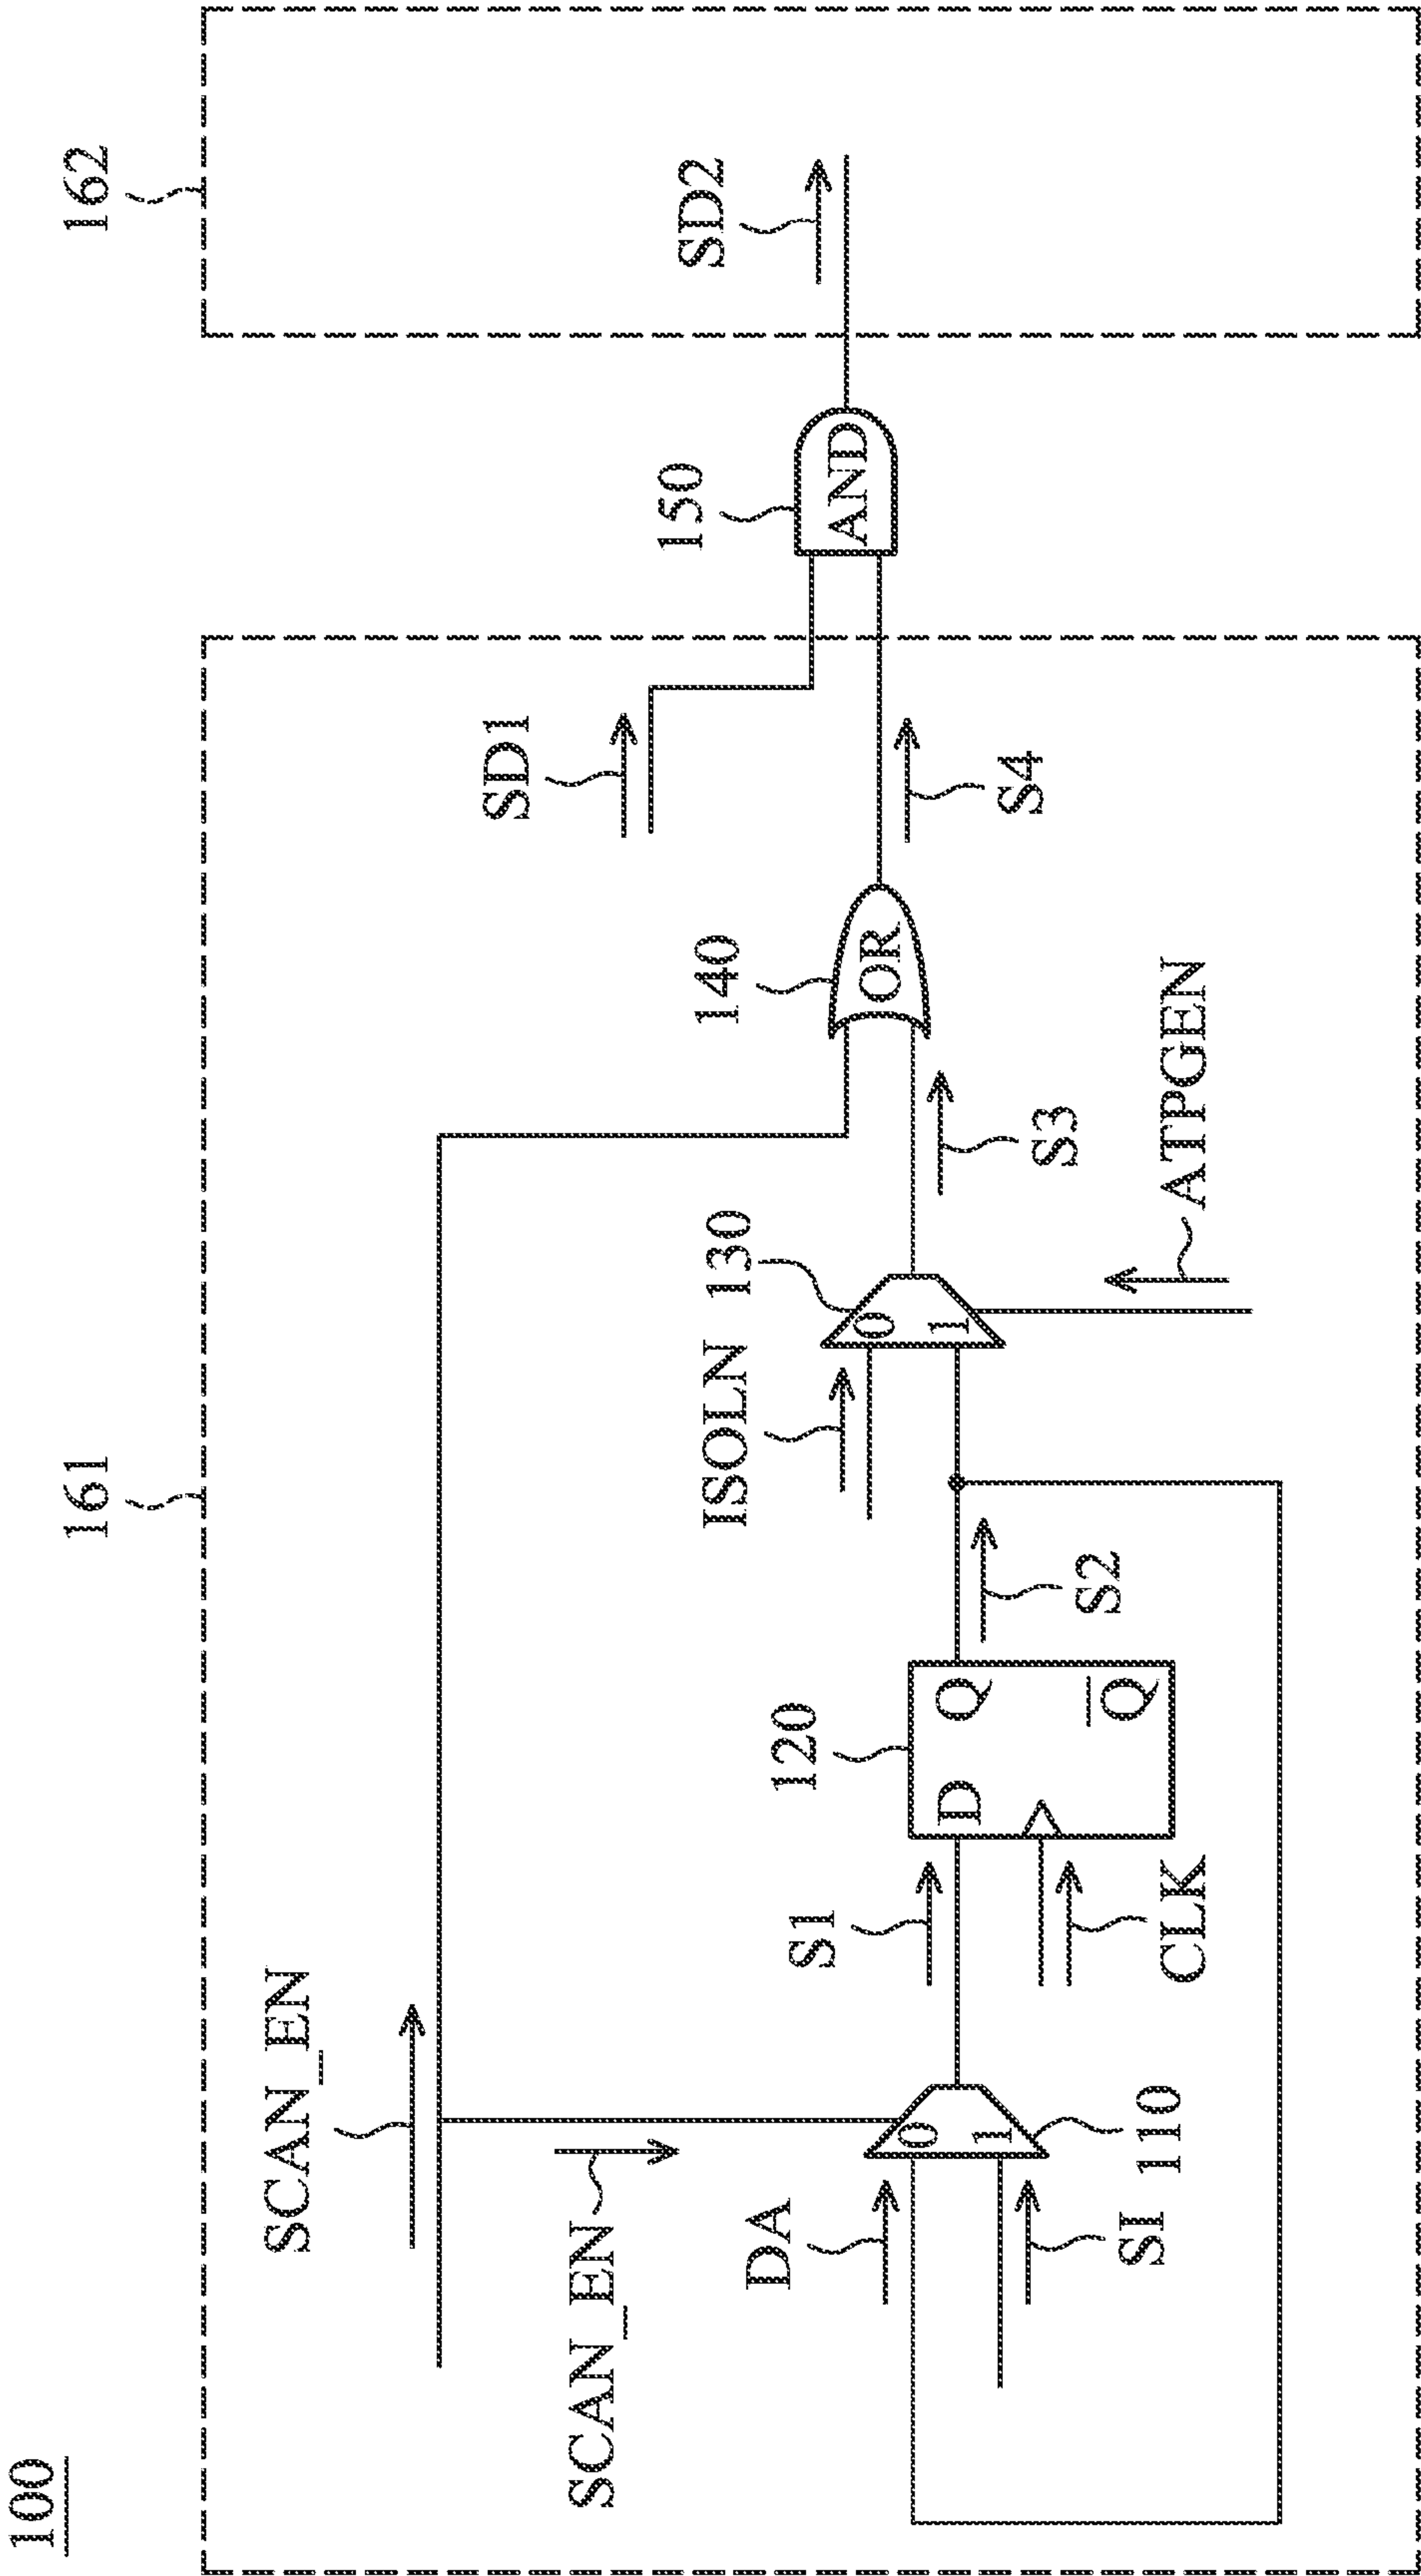 100
161
162
SCAN_EN
SCAN_EN
SD1
SD2
150
AND
140
OR
ISOLN
130
0
1
S4
S3
ATPGEN
DA
0
1
SI
110
S1
120
D
Q
Q̅
CLK
S2